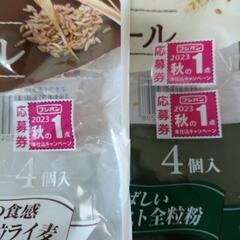 ール
応募券
フジパン
2023
秋の1点
本仕込キャンペーン
応募券
フジパン
2023
秋の1点
本仕込キャンペーン
応募券
フジパン
2023
秋の1点
本仕込キャンペーン
4個入
の食感
ライ麦
4個入
ばしい
スト全粒粉